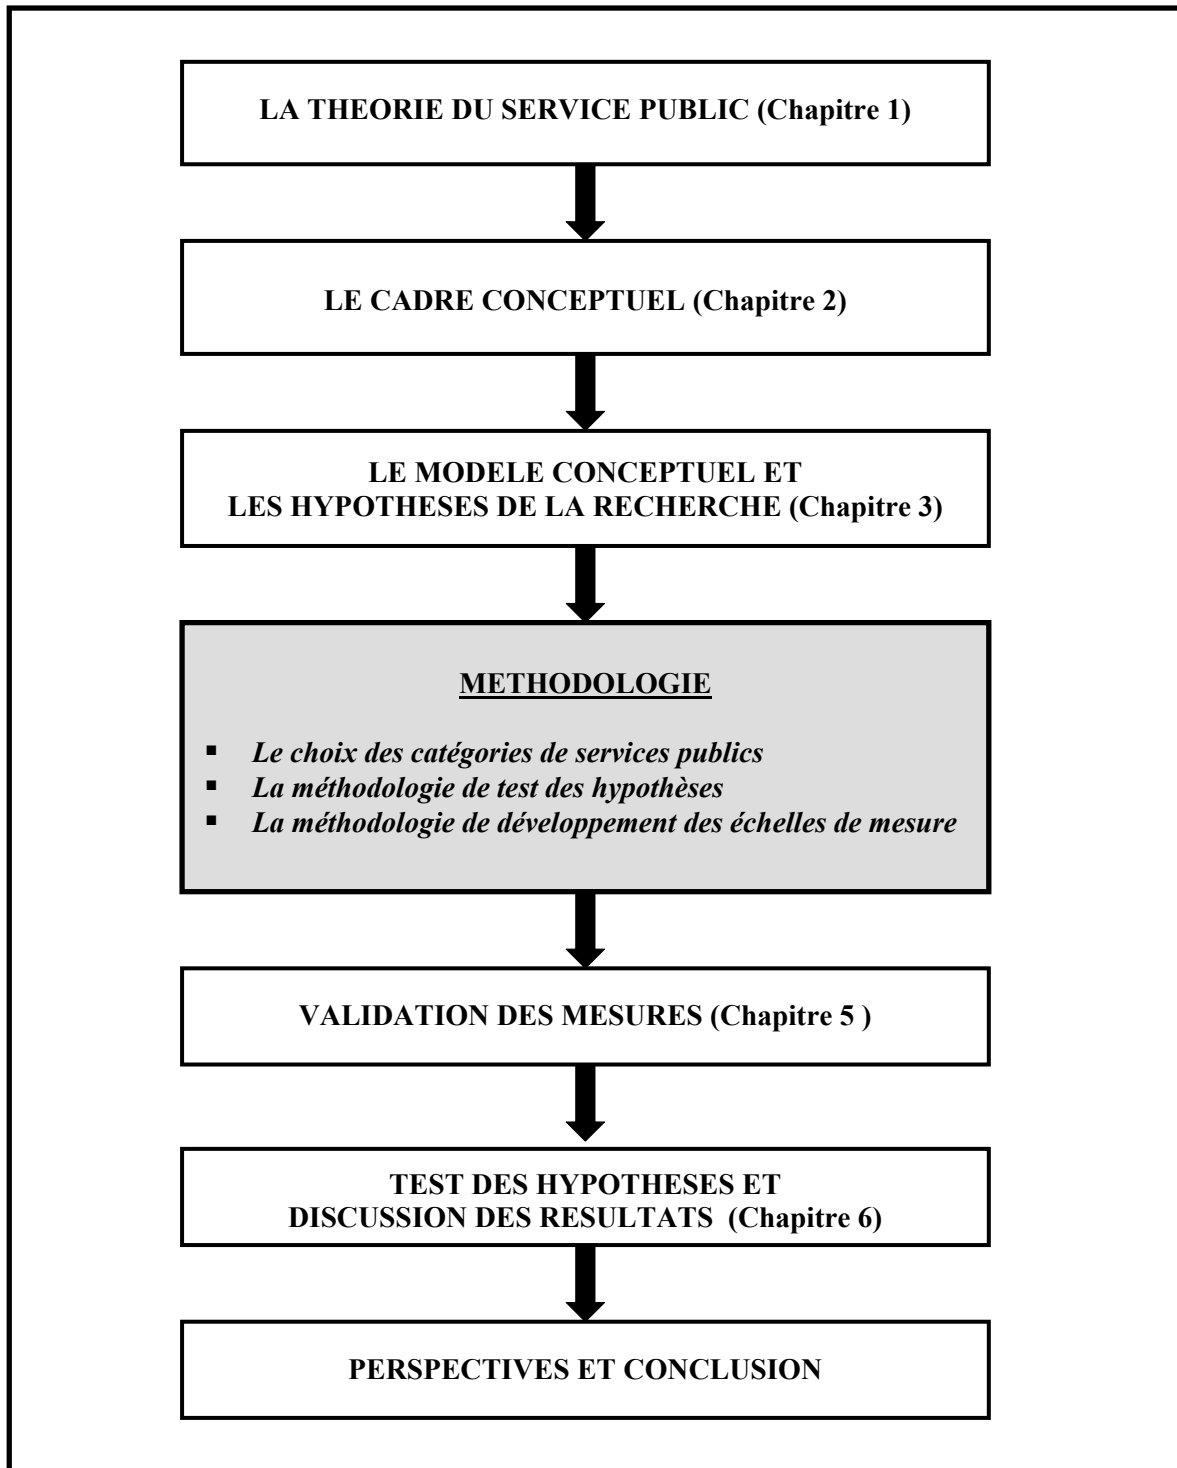 LA THEORIE DU SERVICE PUBLIC (Chapitre 1)
LE CADRE CONCEPTUEL (Chapitre 2)
LE MODELE CONCEPTUEL ET
LES HYPOTHESES DE LA RECHERCHE (Chapitre 3)
METHODOLOGIE
▪ Le choix des catégories de services publics
▪ La méthodologie de test des hypothèses
▪ La méthodologie de développement des échelles de mesure
VALIDATION DES MESURES (Chapitre 5 )
TEST DES HYPOTHESES ET
DISCUSSION DES RESULTATS  (Chapitre 6)
PERSPECTIVES ET CONCLUSION